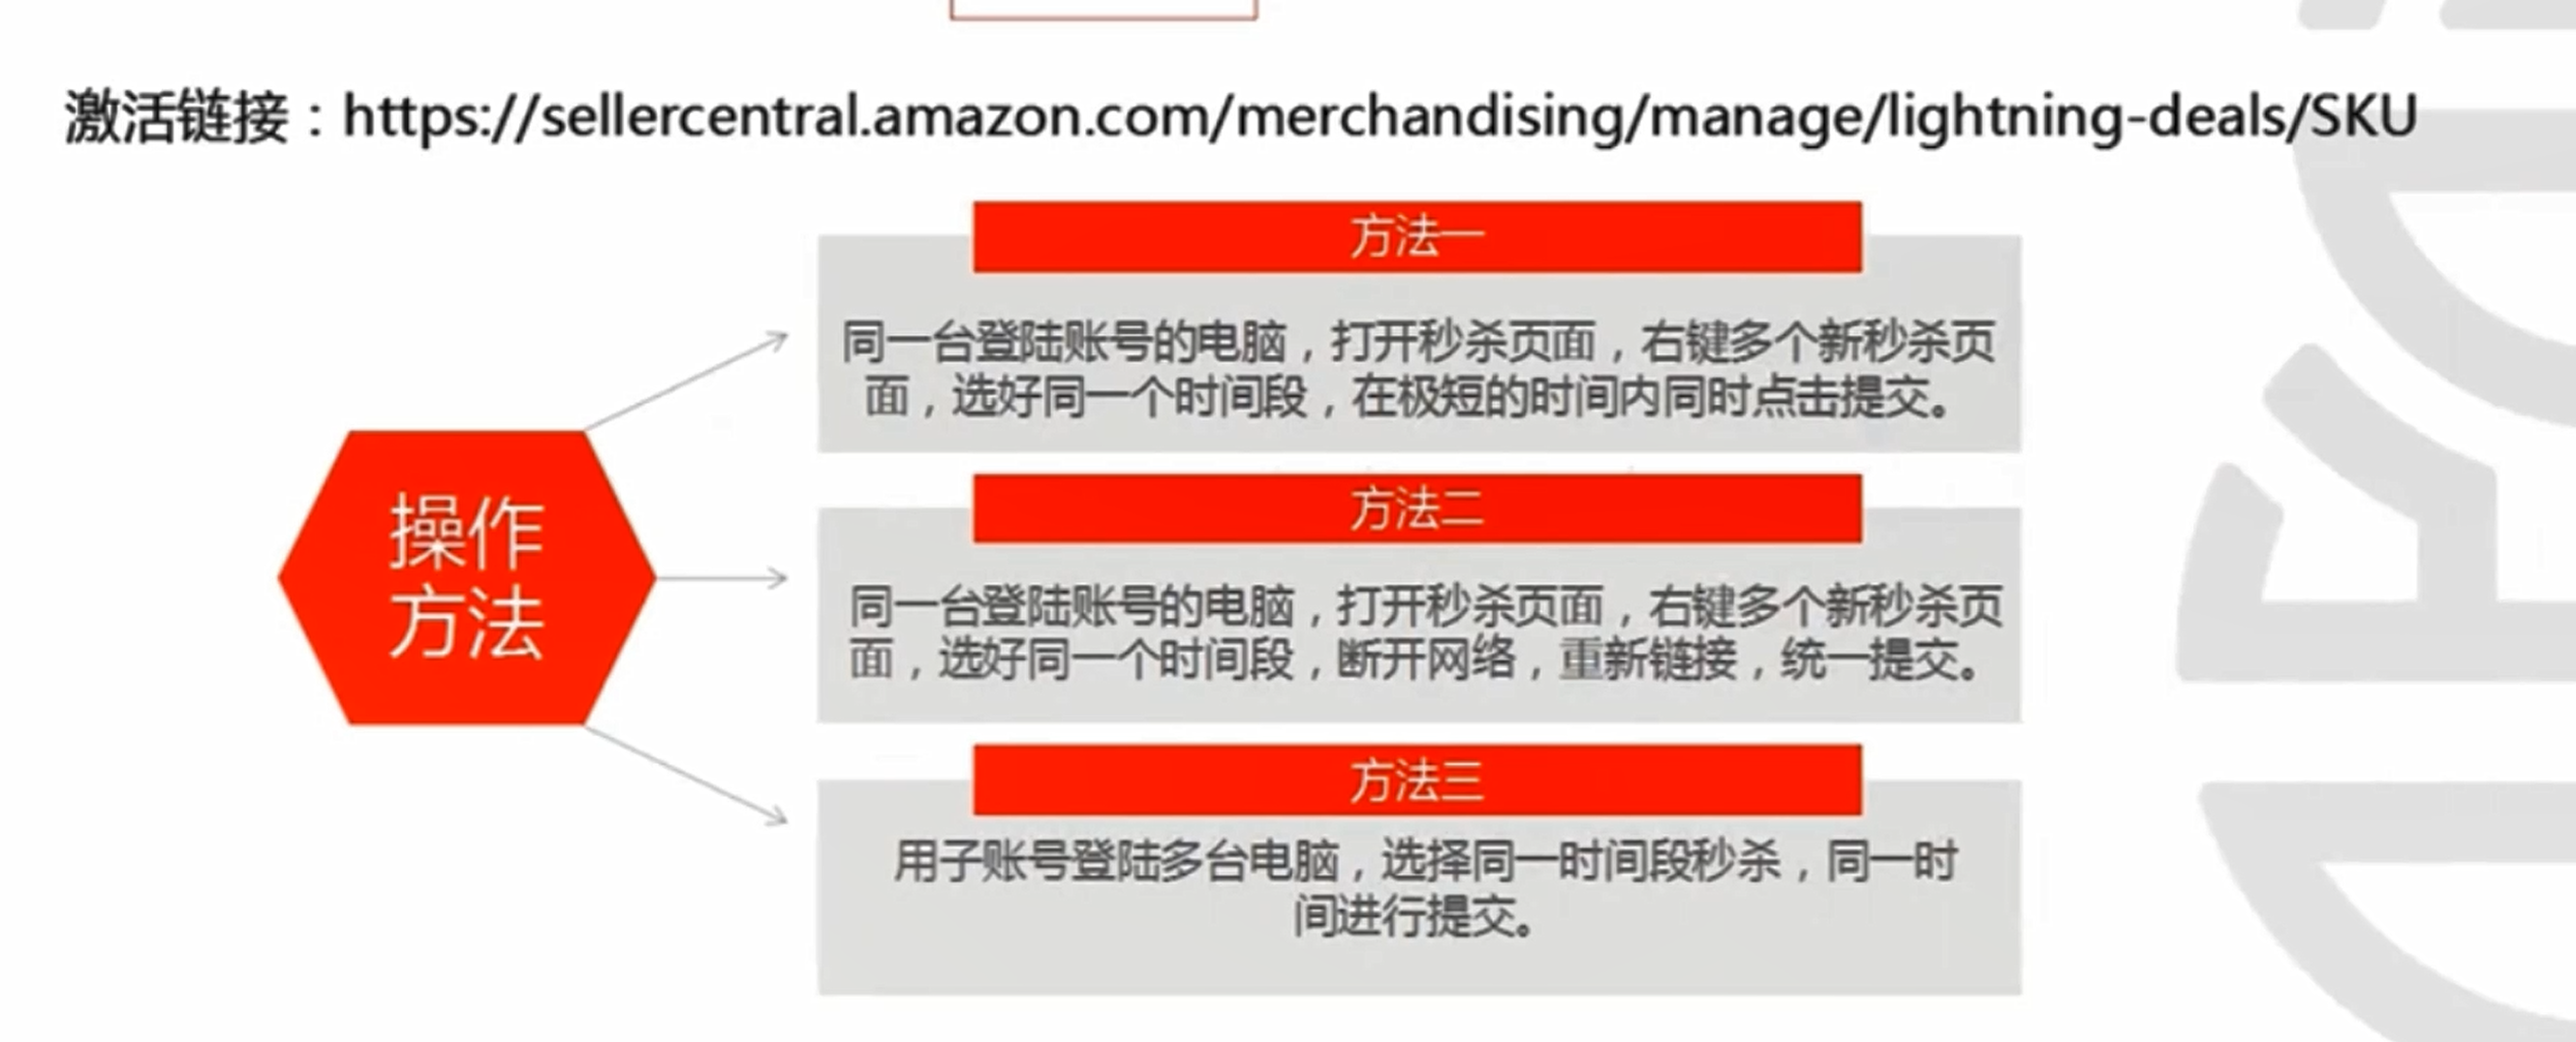 激活链接：https://sellercentral.amazon.com/merchandising/manage/lightning-deals/SKU
操作
方法
方法一
同一台登陆账号的电脑，打开秒杀页面，右键多个新秒杀页
面，选好同一个时间段，在极短的时间内同时点击提交。
方法二
同一台登陆账号的电脑，打开秒杀页面，右键多个新秒杀页
面，选好同一个时间段，断开网络，重新链接，统一提交。
方法三
用子账号登陆多台电脑，选择同一时间段秒杀，同一时
间进行提交。